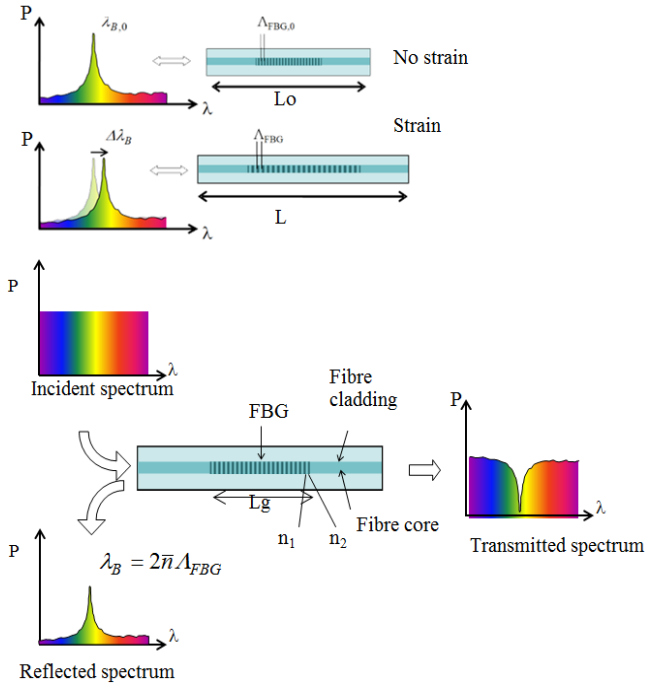 P
λB,0
ΛFBG,0
No strain
λ
Lo
Strain
P
ΔλB
ΛFBG
λ
L
P
λ
Incident spectrum
Fibre
cladding
FBG
P
Lg
n1
n2
Fibre core
λ
Transmitted spectrum
P
λB = 2n̅ΛFBG
λ
Reflected spectrum